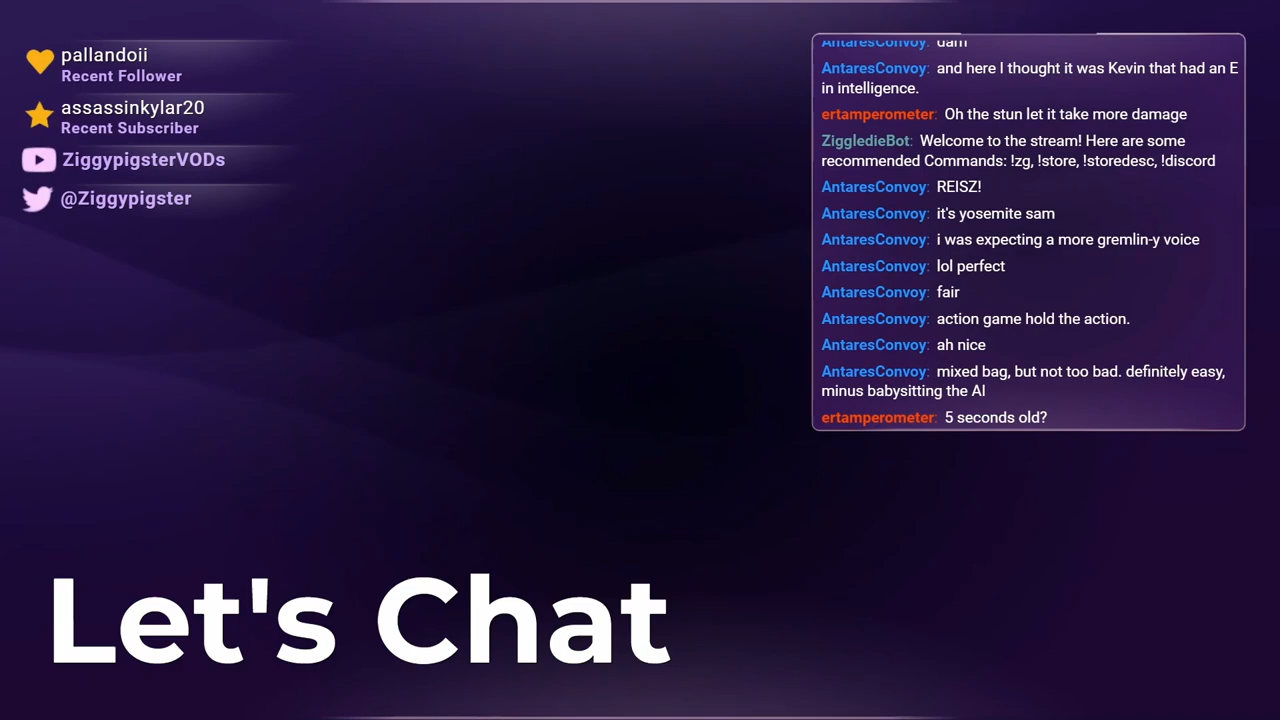 pallandoii
Recent Follower
assassinkylar20
Recent Subscriber
ZiggypigsterVODs
@Ziggypigster
AntaresConvoy: dam
AntaresConvoy: and here I thought it was Kevin that had an E
in intelligence.
ertamperometer: Oh the stun let it take more damage
ZiggledieBot: Welcome to the stream! Here are some
recommended Commands: !zg, !store, !storedesc, !discord
AntaresConvoy: REISZ!
AntaresConvoy: it's yosemite sam
AntaresConvoy: i was expecting a more gremlin-y voice
AntaresConvoy: lol perfect
AntaresConvoy: fair
AntaresConvoy: action game hold the action.
AntaresConvoy: ah nice
AntaresConvoy: mixed bag, but not too bad. definitely easy,
minus babysitting the AI
ertamperometer: 5 seconds old?
Let's Chat